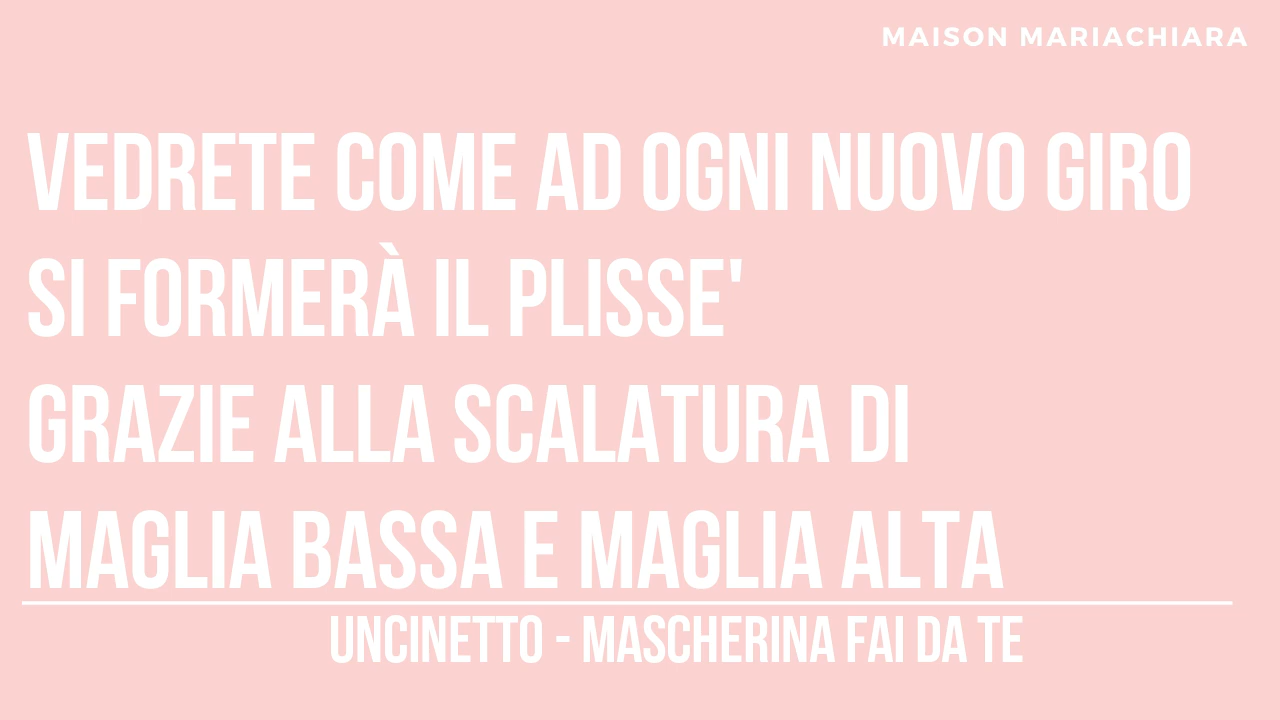 MAISON MARIACHIARA
VEDRETE COME AD OGNI NUOVO GIRO
SI FORMERÀ IL PLISSE'
GRAZIE ALLA SCALATURA DI
MAGLIA BASSA E MAGLIA ALTA
UNCINETTO - MASCHERINA FAI DA TE